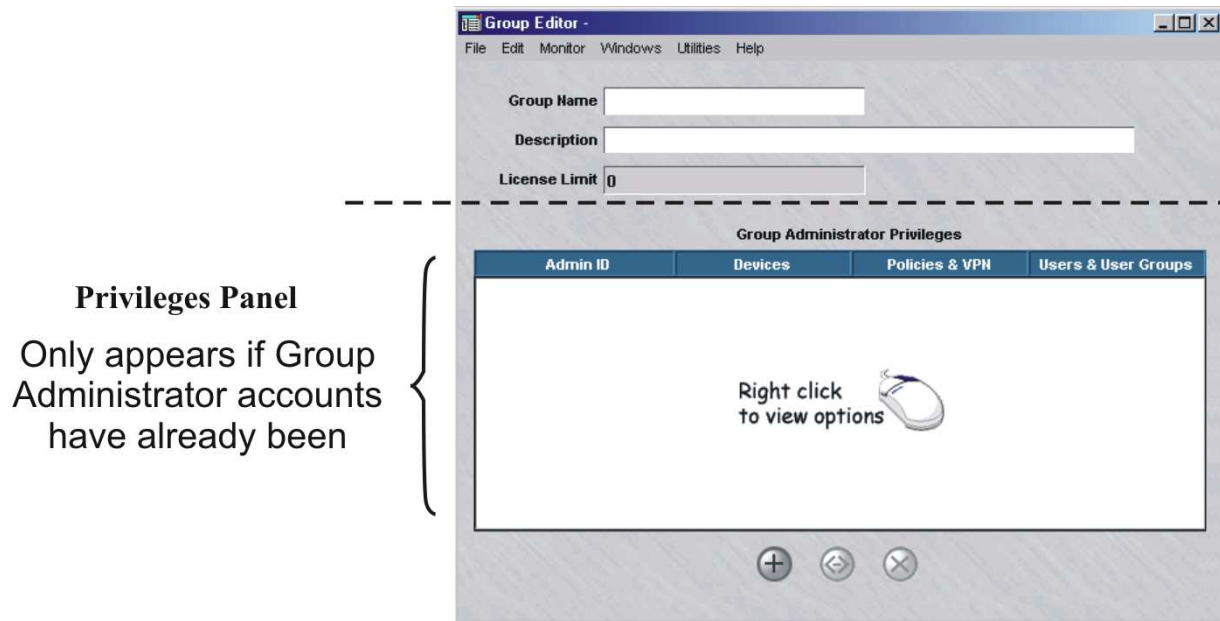 Group Editor -
File Edit Monitor Windows Utilities Help
Group Name
Description
License Limit 0
Group Administrator Privileges
Admin ID Devices Policies & VPN Users & User Groups
Right click
to view options
Privileges Panel
Only appears if Group
Administrator accounts
have already been